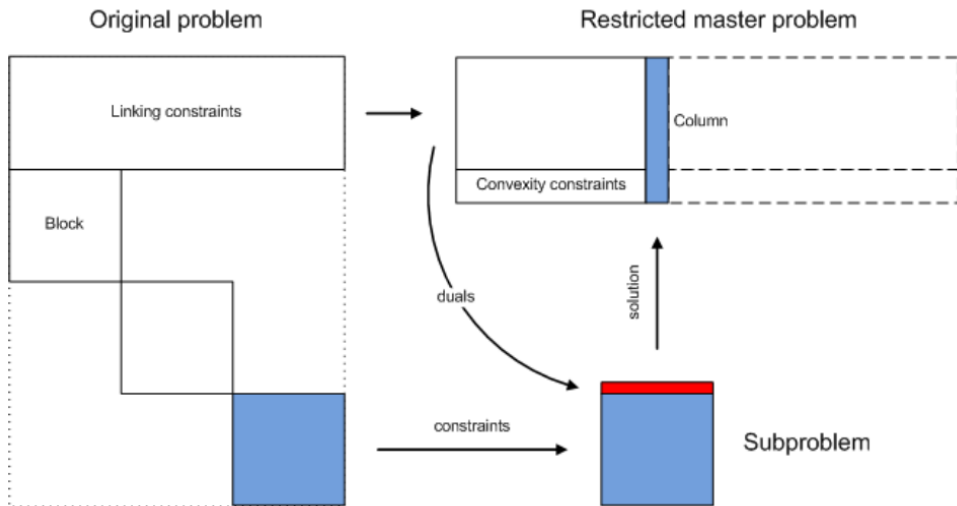 Original problem
Restricted master problem
Linking constraints
Column
Convexity constraints
Block
duals
solution
constraints
Subproblem